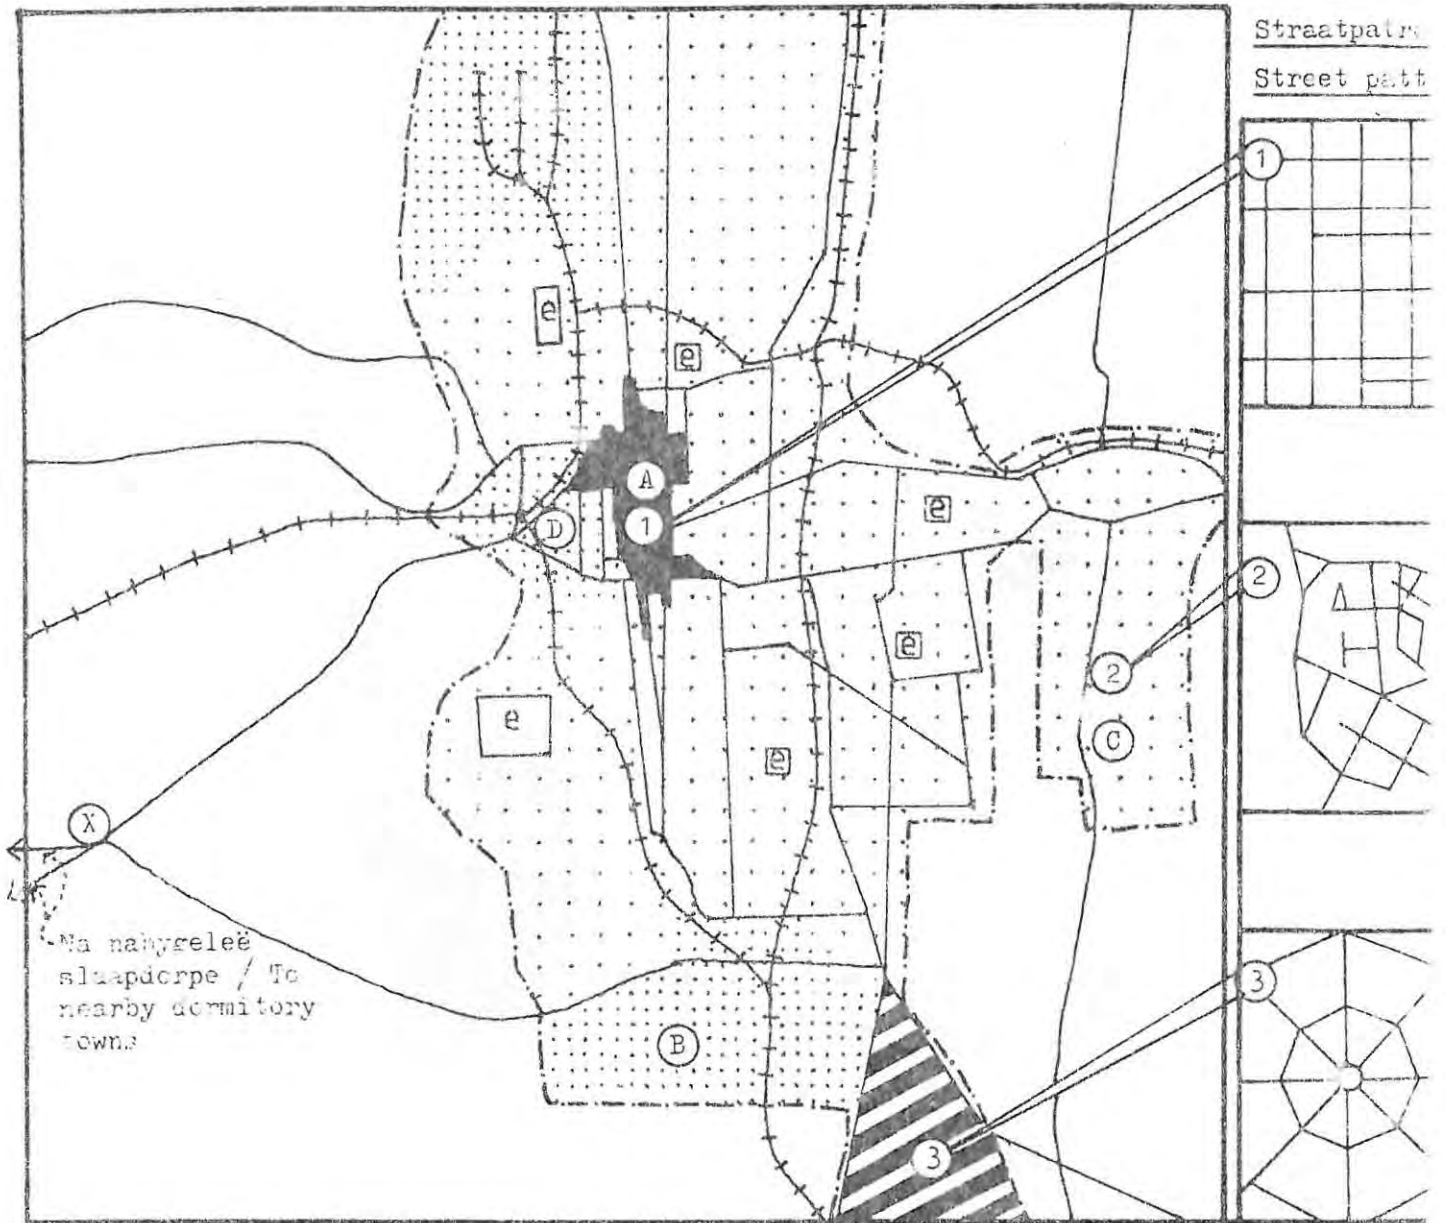 Straatpatr
Street patt
1
e
e
A
1
e
D
2
e
2
e
C
e
X
Na nabygeleë
slaapdorpe / To
nearby dormitory
towns
3
B
3